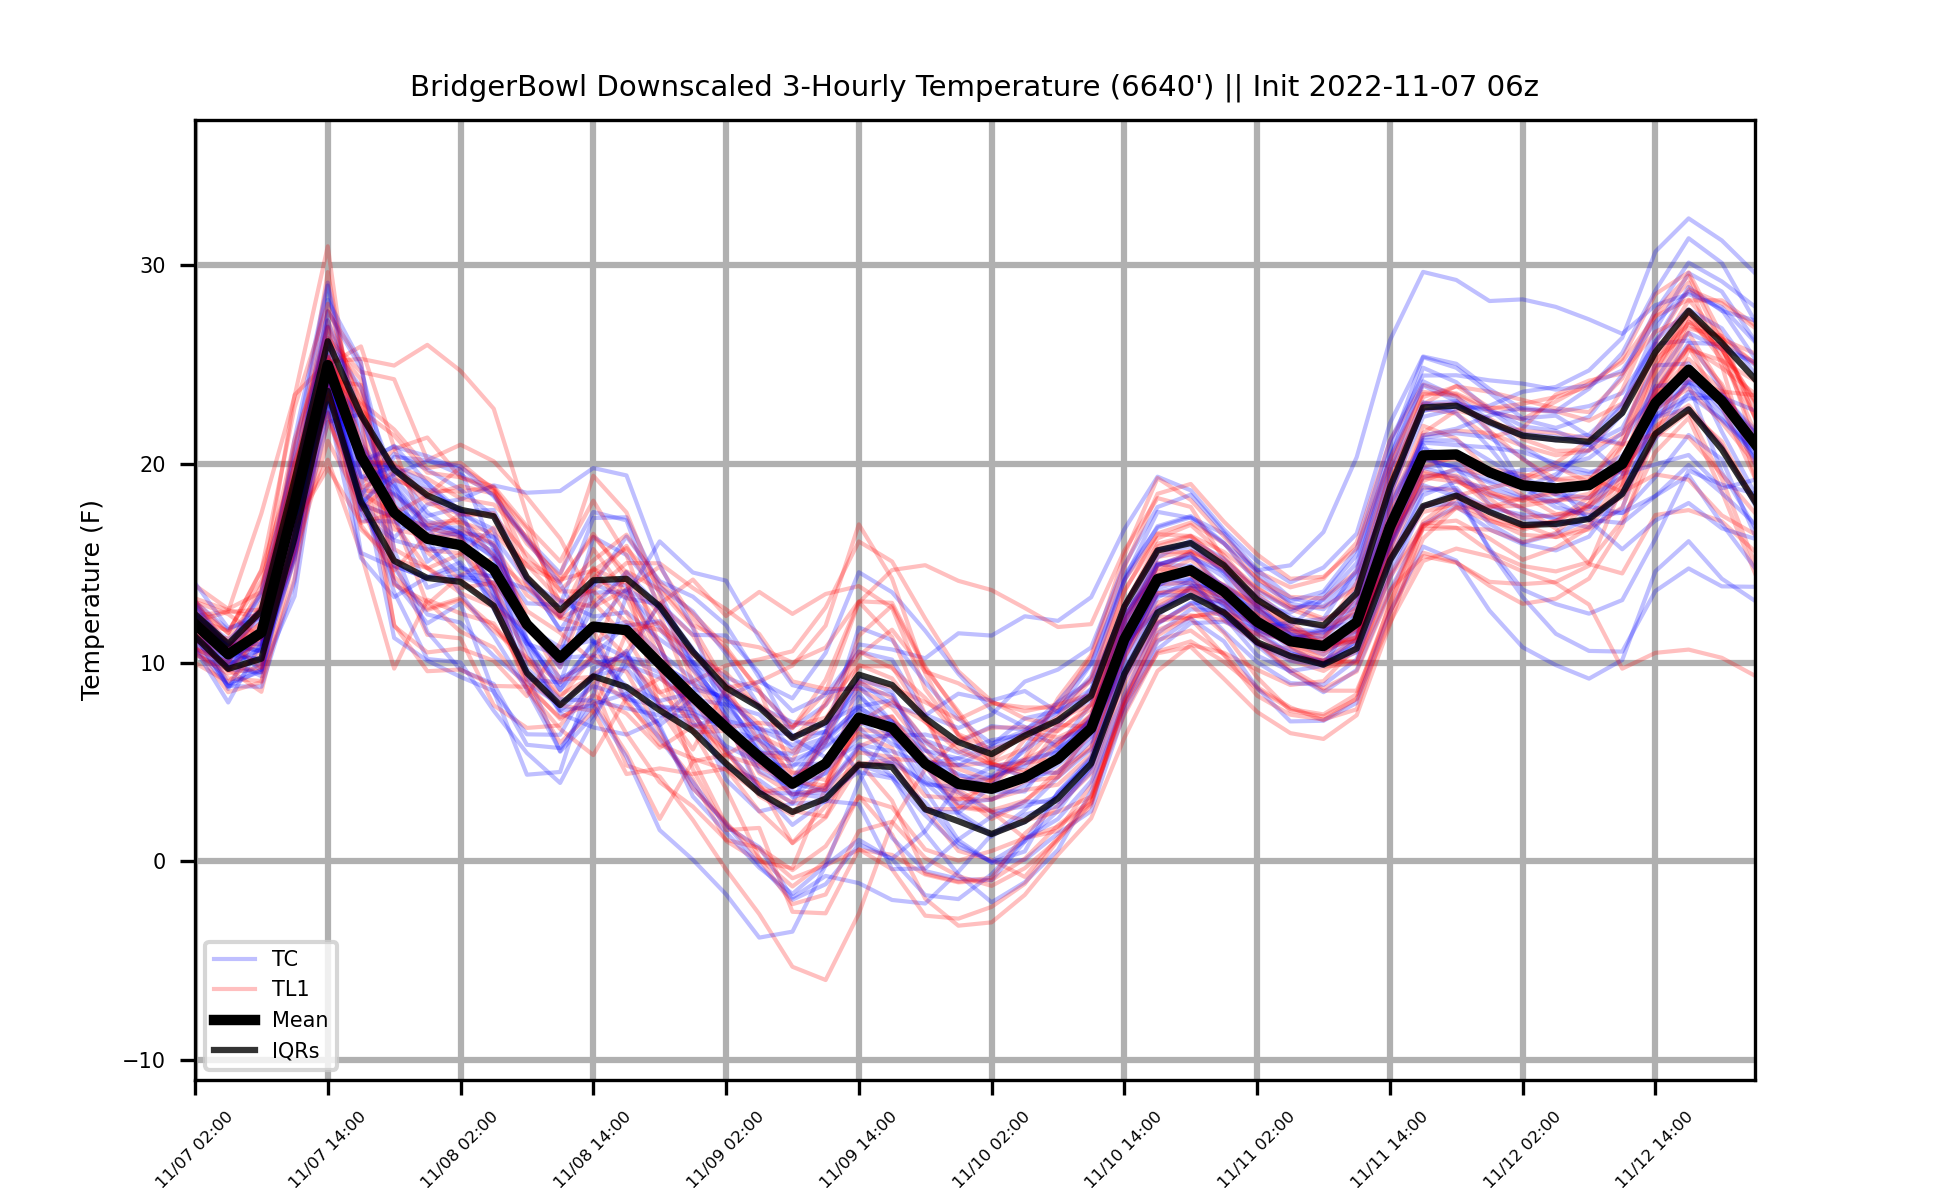 BridgerBowl Downscaled 3-Hourly Temperature (6640') || Init 2022-11-07 06z
Temperature (F)
30
20
10
0
−10
TC
TL1
Mean
IQRs
11/07 02:00
11/07 14:00
11/08 02:00
11/08 14:00
11/09 02:00
11/09 14:00
11/10 02:00
11/10 14:00
11/11 02:00
11/11 14:00
11/12 02:00
11/12 14:00